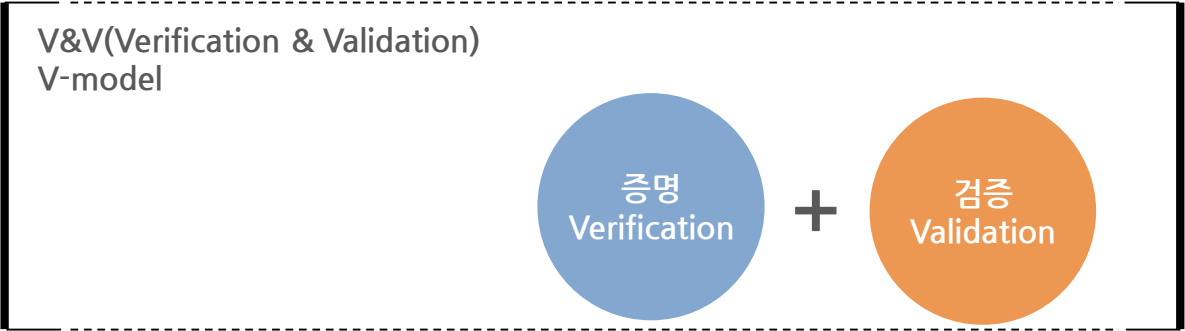 V&V(Verification & Validation)
V-model
증명
Verification
+
검증
Validation